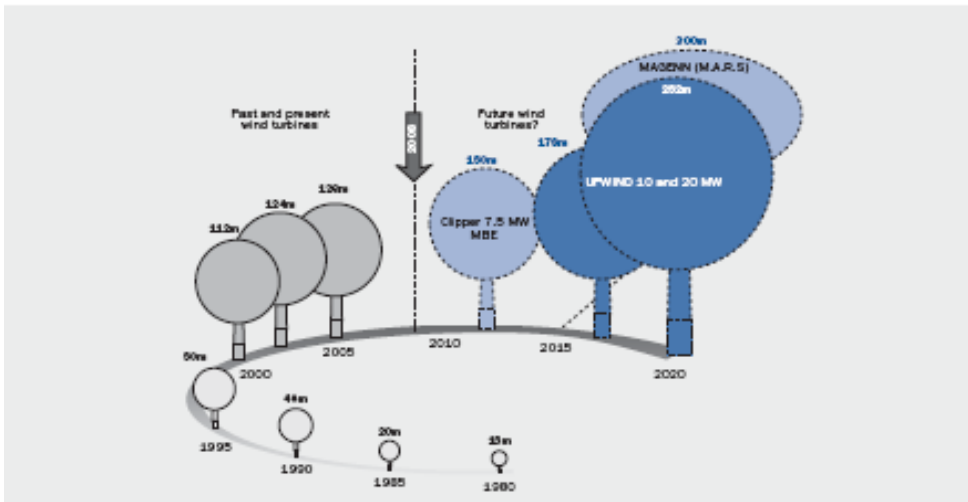 300m
MAGENN (M.A.R.S)
252m
Past and present
wind turbines
2008
Future wind
turbines?
178m
150m
UPWIND 10 and 20 MW
126m
124m
112m
Clipper 7.5 MW
MBE
2000
2005
2010
2015
2020
50m
46m
20m
15m
1995
1990
1985
1980